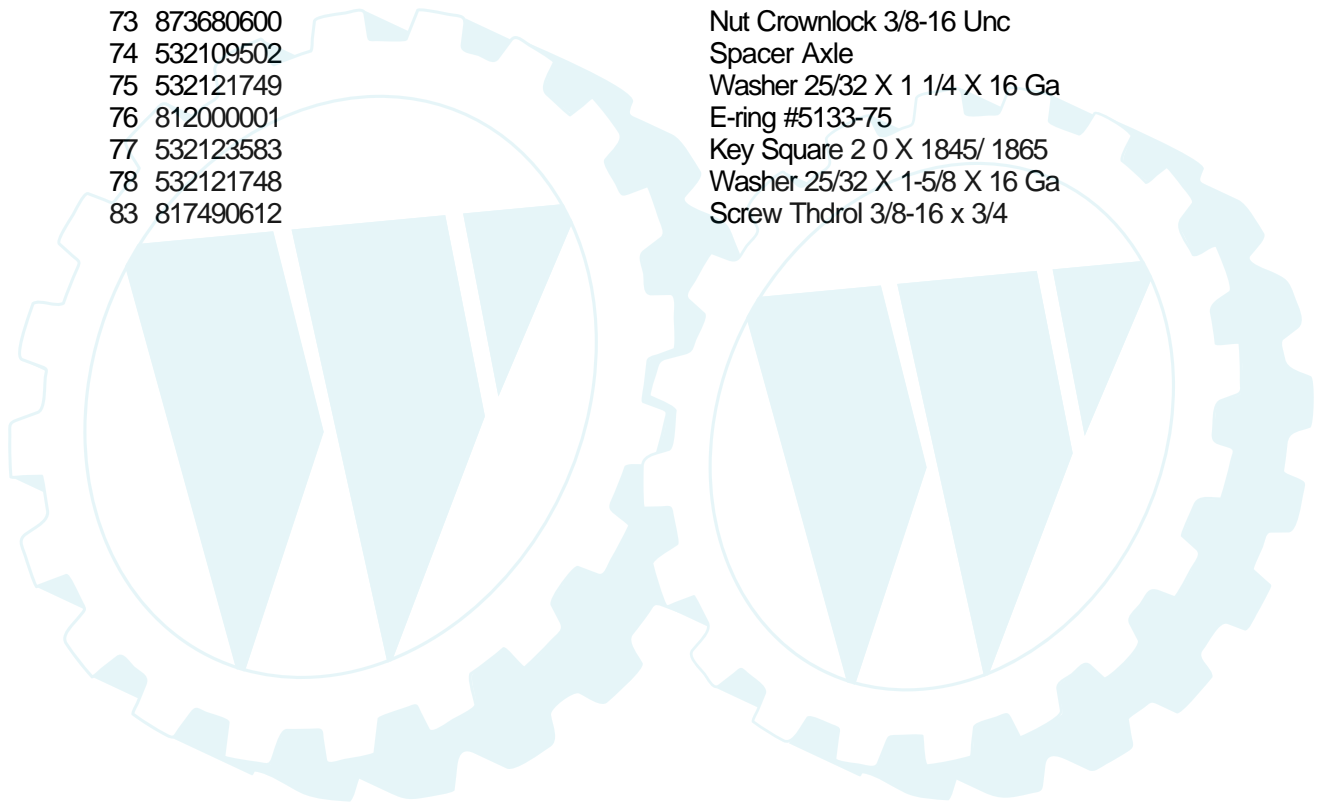 73 873680600 Nut Crownlock 3/8-16 Unc
74 532109502 Spacer Axle
75 532121749 Washer 25/32 X 1 1/4 X 16 Ga
76 812000001 E-ring #5133-75
77 532123583 Key Square 2 0 X 1845/ 1865
78 532121748 Washer 25/32 X 1-5/8 X 16 Ga
83 817490612 Screw Thdrol 3/8-16 x 3/4